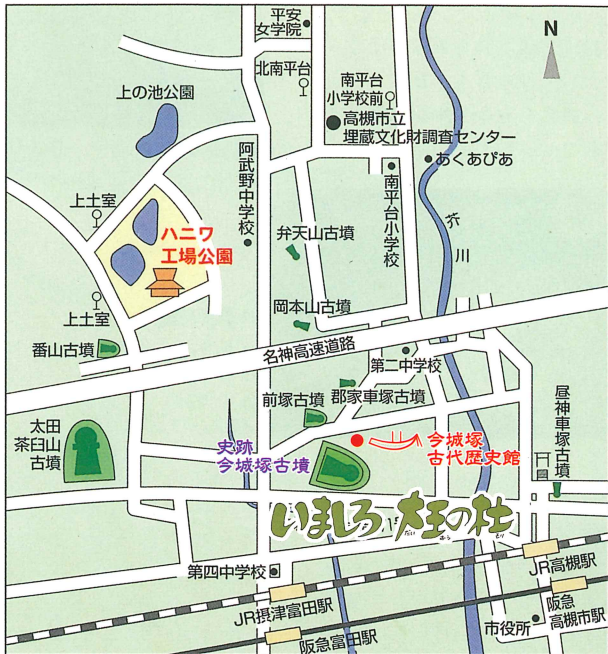 平安
女学院
N
北南平台
南平台
小学校前
上の池公園
高槻市立
埋蔵文化財調査センター
阿武野中学校
あくあぴあ
南平台小学校
上土室
芥川
ハニワ
工場公園
弁天山古墳
上土室
岡本山古墳
番山古墳
名神高速道路
第二中学校
郡家車塚古墳
前塚古墳
昼神車塚古墳
太田
茶臼山
古墳
史跡
今城塚古墳
今城塚
古代歴史館
いましろ 大王の杜
だい おう もり
第四中学校
JR高槻駅
JR摂津富田駅
阪急
高槻市駅
市役所
阪急富田駅